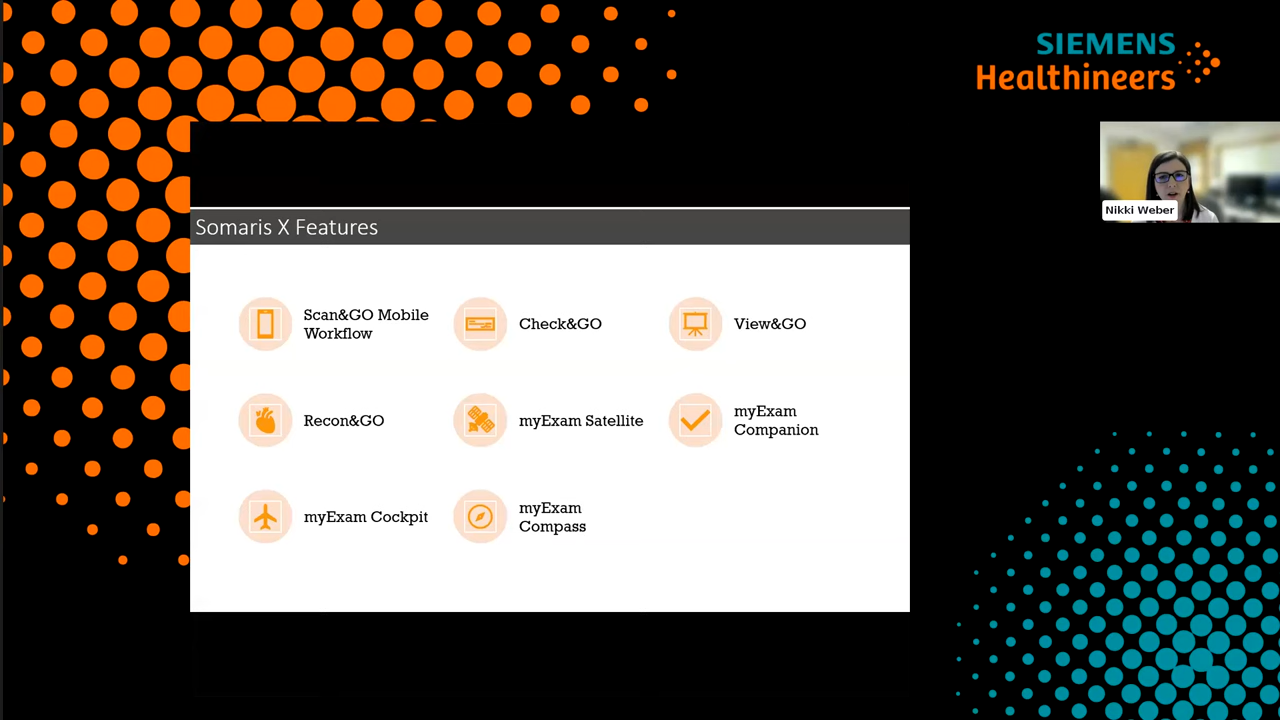 SIEMENS
Healthineers
Nikki Weber
Somaris X Features
Scan&GO Mobile
Workflow
Check&GO
View&GO
Recon&GO
myExam Satellite
myExam
Companion
myExam Cockpit
myExam
Compass